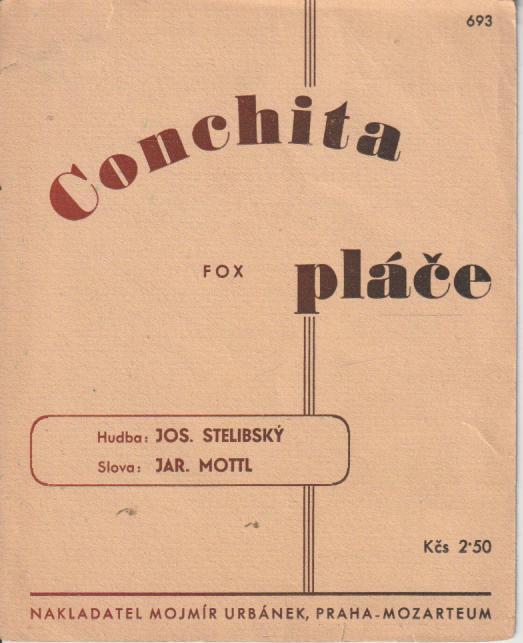 693
Conchita
FOX
pláče
Hudba: JOS. STELIBSKÝ
Slova: JAR. MOTTL
Kčs 2·50
NAKLADATEL MOJMÍR URBÁNEK, PRAHA-MOZARTEUM